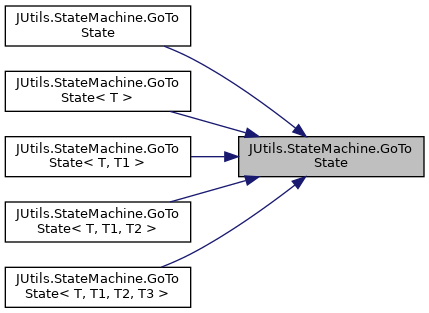 JUtils.StateMachine.GoTo
State
JUtils.StateMachine.GoTo
State< T >
JUtils.StateMachine.GoTo
State< T, T1 >
JUtils.StateMachine.GoTo
State< T, T1, T2 >
JUtils.StateMachine.GoTo
State< T, T1, T2, T3 >
JUtils.StateMachine.GoTo
State